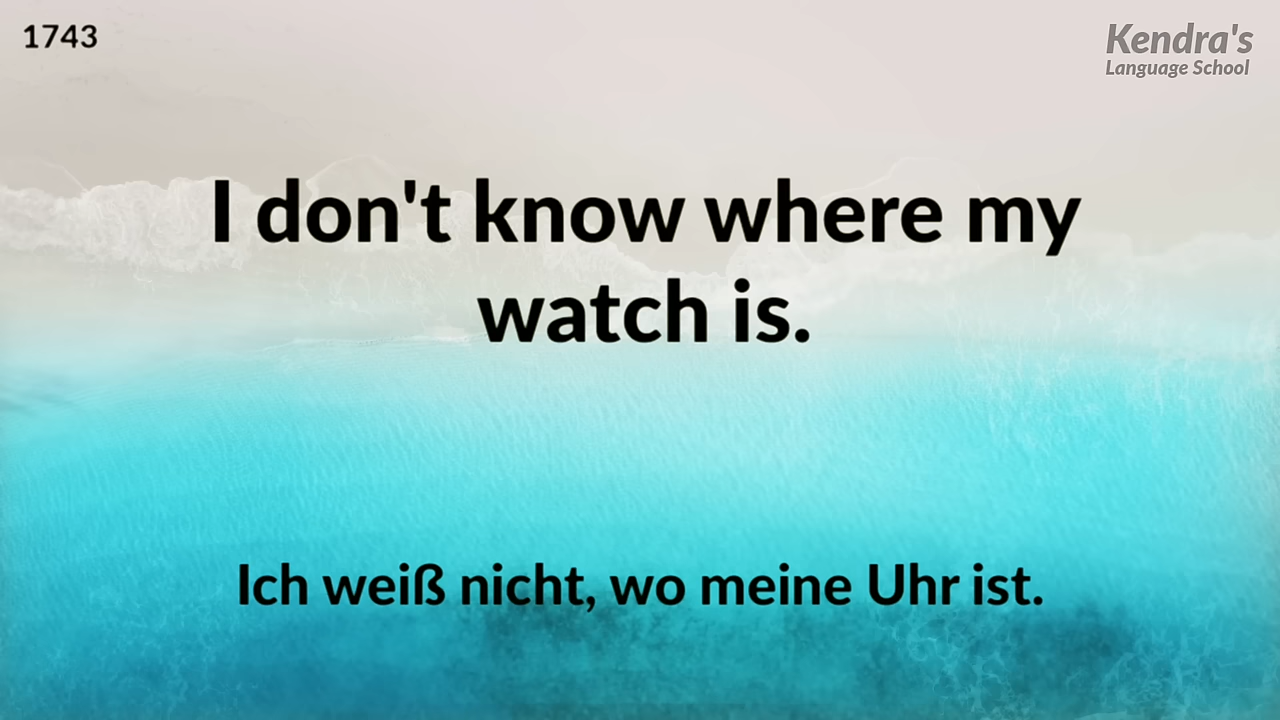 1743
Kendra's
Language School
I don't know where my
watch is.
Ich weiß nicht, wo meine Uhr ist.